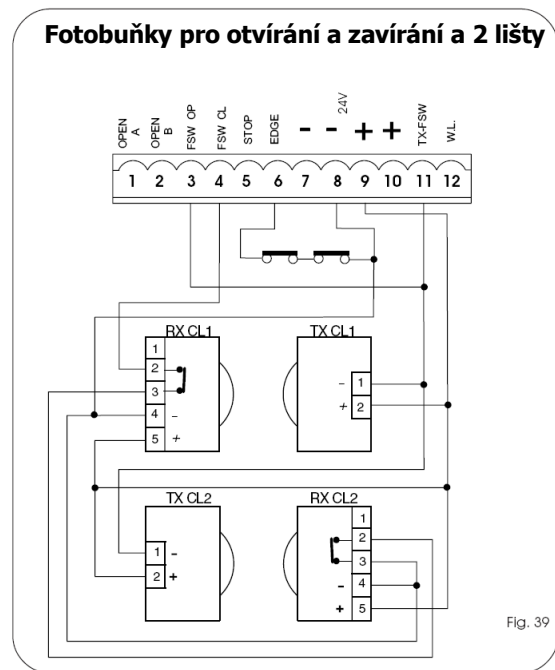 Fotobuňky pro otvírání a zavírání a 2 lišty
OPEN A
OPEN B
FSW OP
FSW CL
STOP
EDGE
-
-
24V
+
+
TX-FSW
W.L.
1 2 3 4 5 6 7 8 9 10 11 12
RX CL1
1
2
3
4 -
5 +
TX CL1
- 1
+ 2
TX CL2
1 -
2 +
RX CL2
1
2
3
- 4
+ 5
Fig. 39